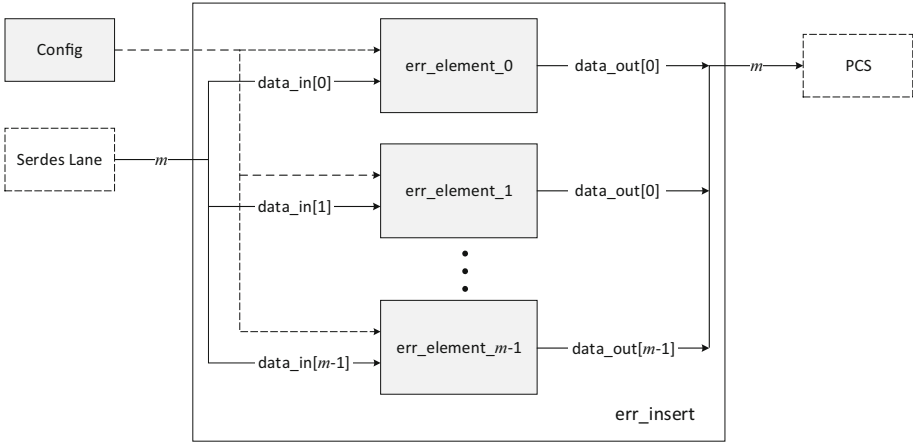 Config
err_element_0
data_in[0]
data_out[0]
m
PCS
Serdes Lane
m
err_element_1
data_in[1]
data_out[0]
err_element_m-1
data_in[m-1]
data_out[m-1]
err_insert